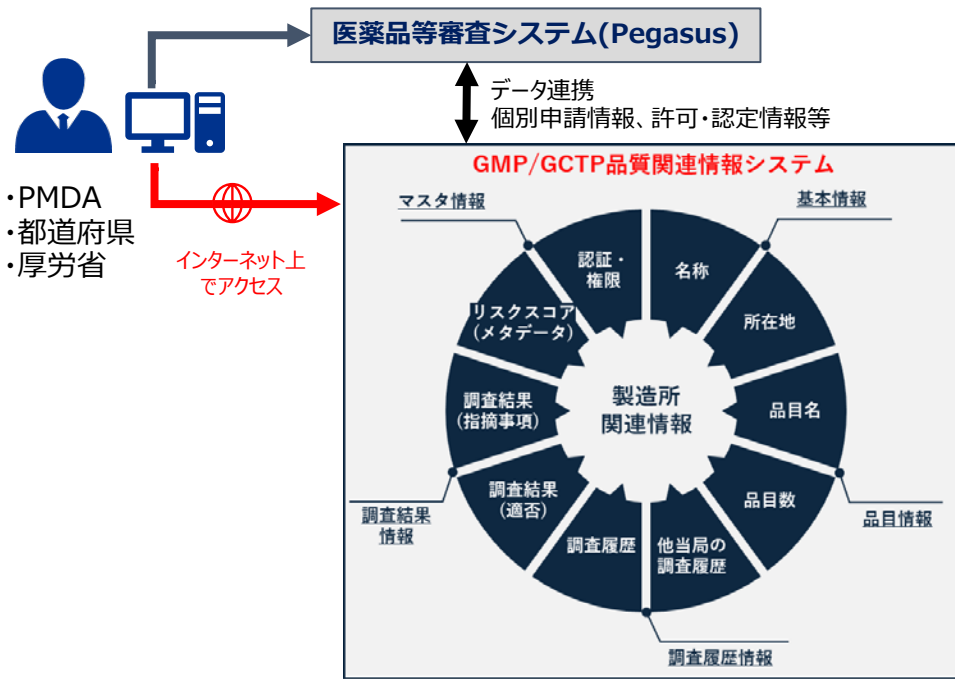 医薬品等審査システム(Pegasus)
データ連携
個別申請情報、許可・認定情報等
・PMDA
・都道府県
・厚労省
インターネット上
でアクセス
GMP/GCTP品質関連情報システム
マスタ情報
基本情報
認証・
権限
名称
リスクスコア
(メタデータ)
所在地
調査結果
(指摘事項)
製造所
関連情報
品目名
調査結果
(適否)
品目数
調査結果
情報
品目情報
調査履歴
他当局の
調査履歴
調査履歴情報